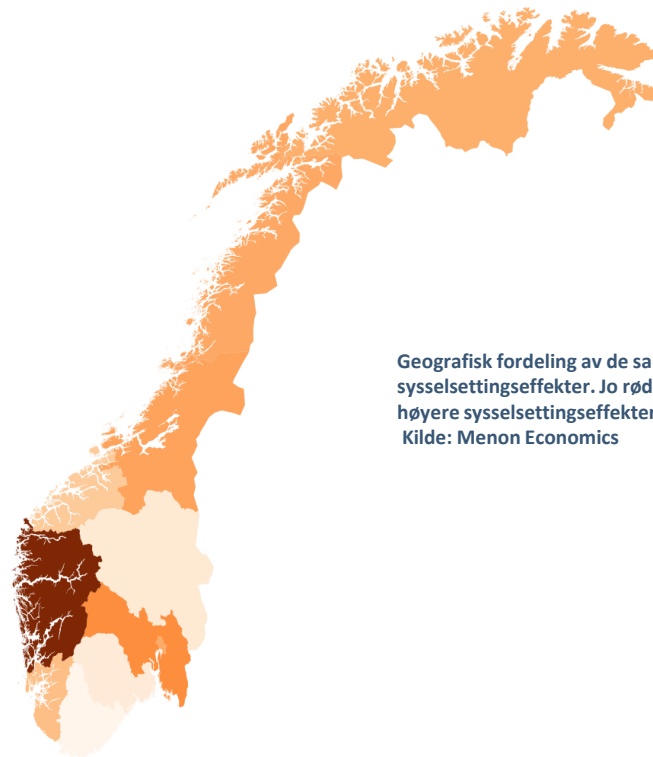 Geografisk fordeling av de sa
sysselsettingseffekter. Jo rød
høyere sysselsettingseffekter
Kilde: Menon Economics